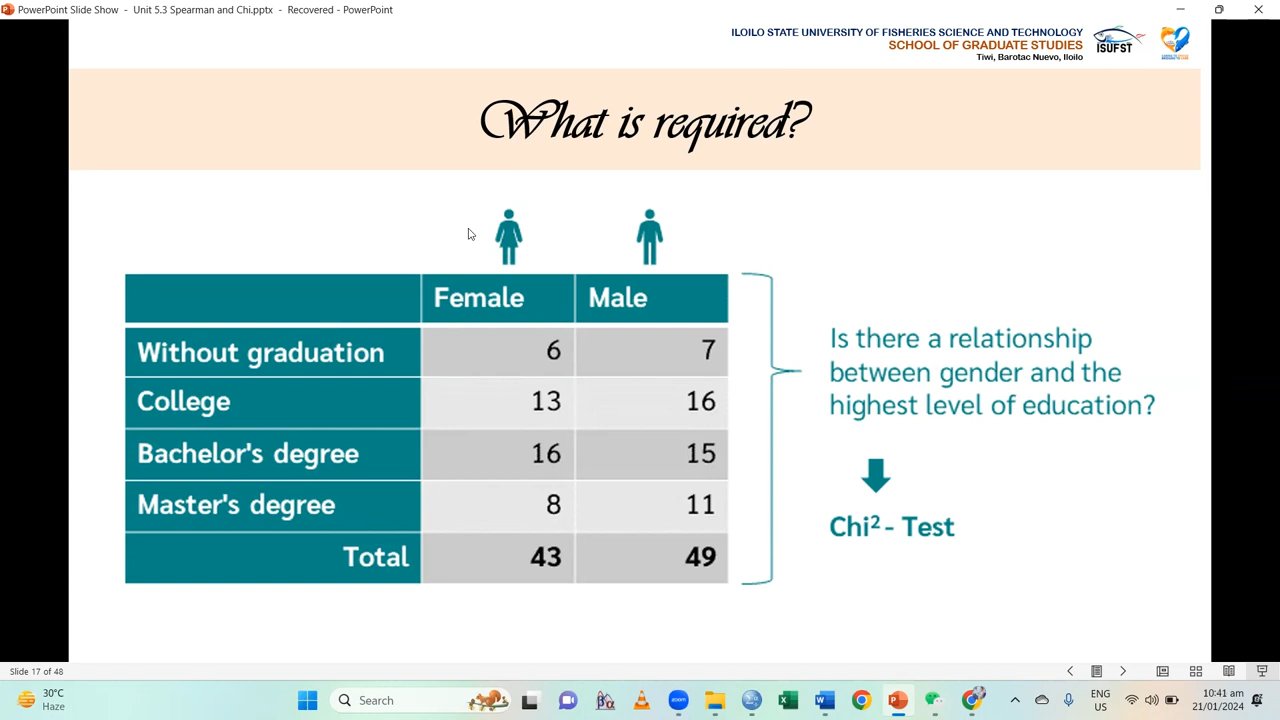 PowerPoint Slide Show - Unit 5.3 Spearman and Chi.pptx - Recovered - PowerPoint
ILOILO STATE UNIVERSITY OF FISHERIES SCIENCE AND TECHNOLOGY
SCHOOL OF GRADUATE STUDIES
Tiwi, Barotac Nuevo, Iloilo
ISUFST
What is required?
Female Male
Without graduation 6 7
College 13 16
Bachelor's degree 16 15
Master's degree 8 11
Total 43 49
Is there a relationship
between gender and the
highest level of education?
Chi² - Test
Slide 17 of 48
30°C
Haze
Search
zoom
ENG
US
10:41 am
21/01/2024